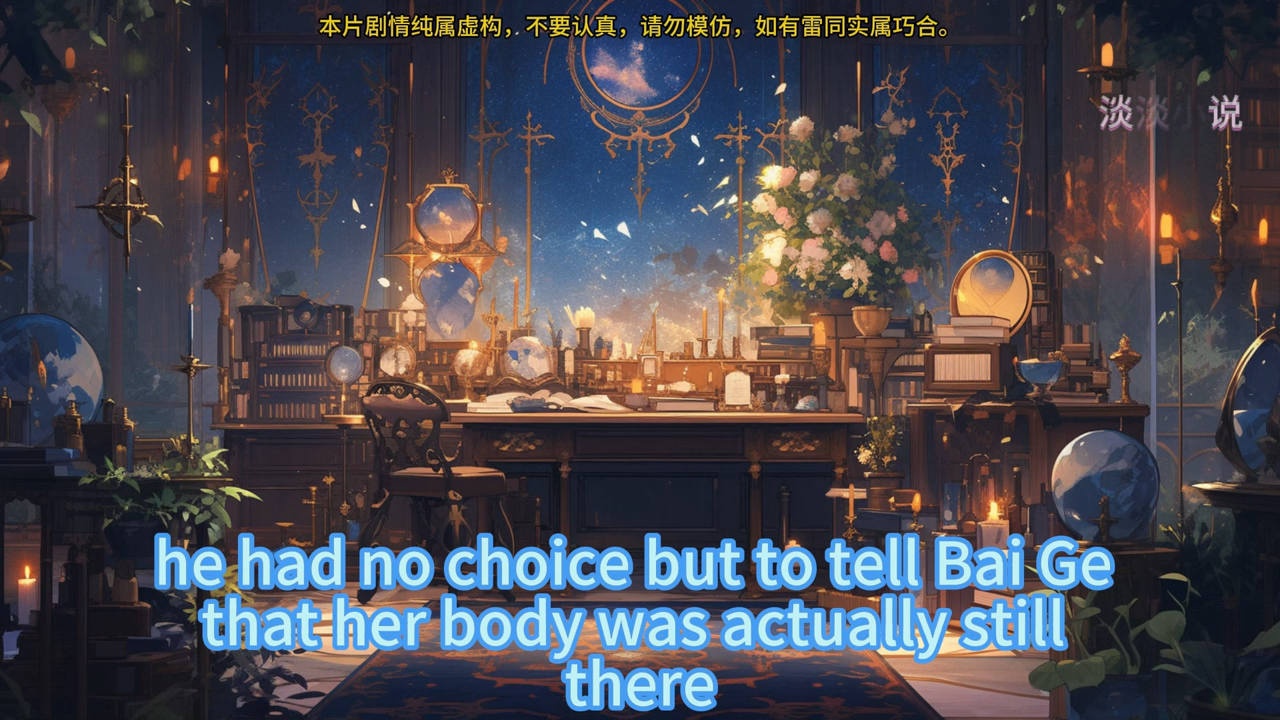 本片剧情纯属虚构，不要认真，请勿模仿，如有雷同实属巧合。
淡淡小说
he had no choice but to tell Bai Ge
that her body was actually still
there